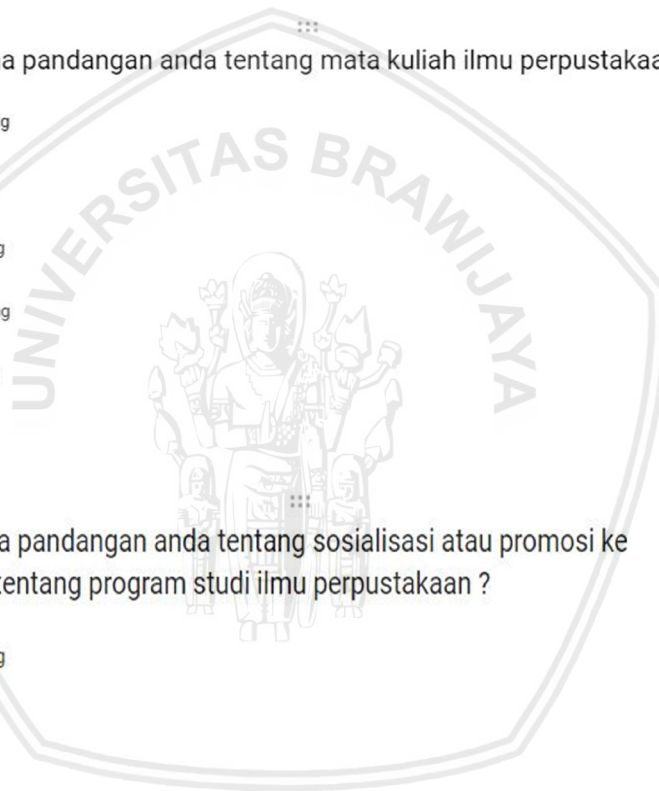 a pandangan anda tentang mata kuliah ilmu perpustakaa
g
UNIVERSITAS BRAWIJAYA
g
g
a pandangan anda tentang sosialisasi atau promosi ke
tentang program studi ilmu perpustakaan ?
g